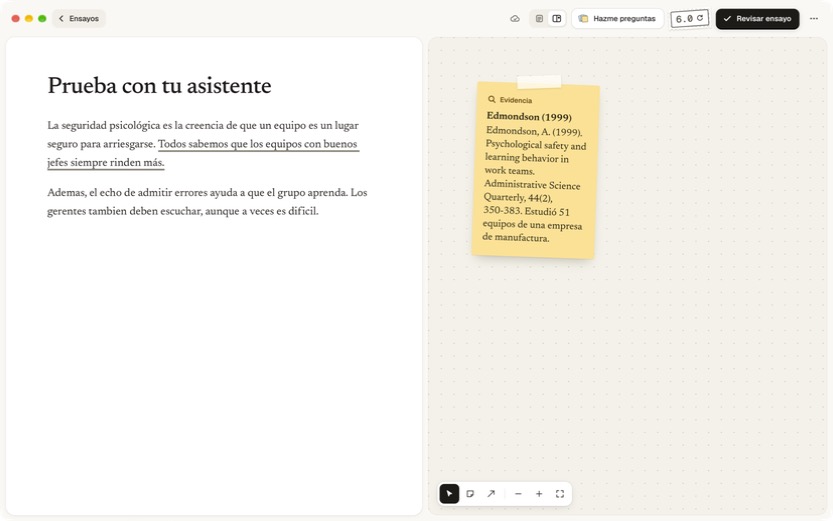 Ensayos
Hazme preguntas
6.0
Revisar ensayo
Prueba con tu asistente
La seguridad psicológica es la creencia de que un equipo es un lugar
seguro para arriesgarse. Todos sabemos que los equipos con buenos
jefes siempre rinden más.
Ademas, el echo de admitir errores ayuda a que el grupo aprenda. Los
gerentes tambien deben escuchar, aunque a veces es dificil.
Evidencia
Edmondson (1999)
Edmondson, A. (1999).
Psychological safety and
learning behavior in
work teams.
Administrative Science
Quarterly, 44(2),
350-383. Estudió 51
equipos de una empresa
de manufactura.